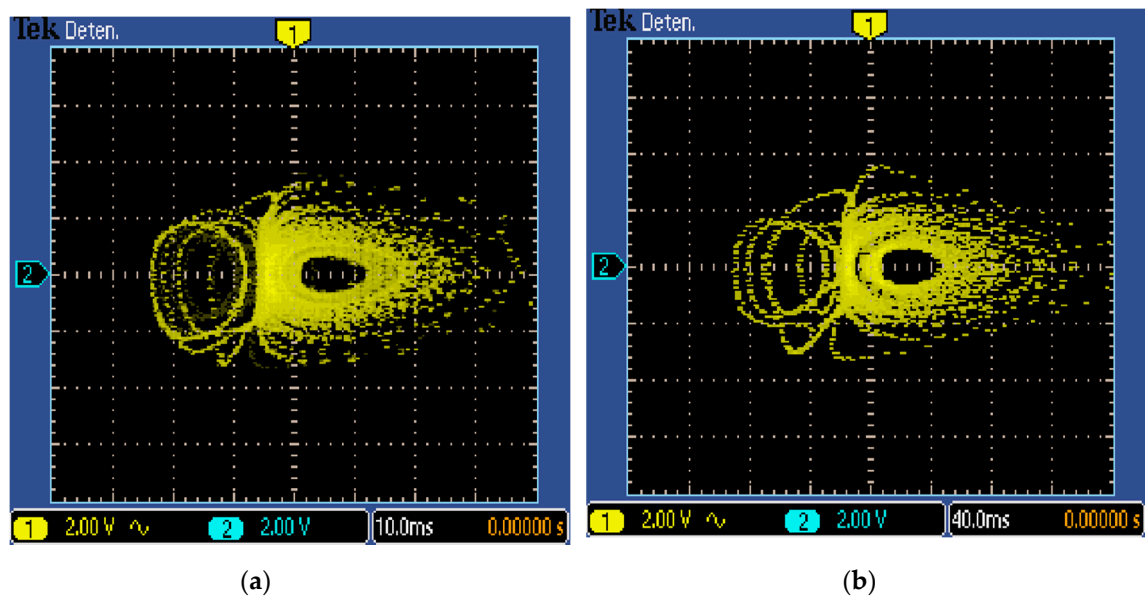 Tek Deten.
1
2
1 2.00 V 2 2.00 V 10.0ms 0.00000 s
(a)
Tek Deten.
1
2
1 2.00 V 2 2.00 V 40.0ms 0.00000 s
(b)